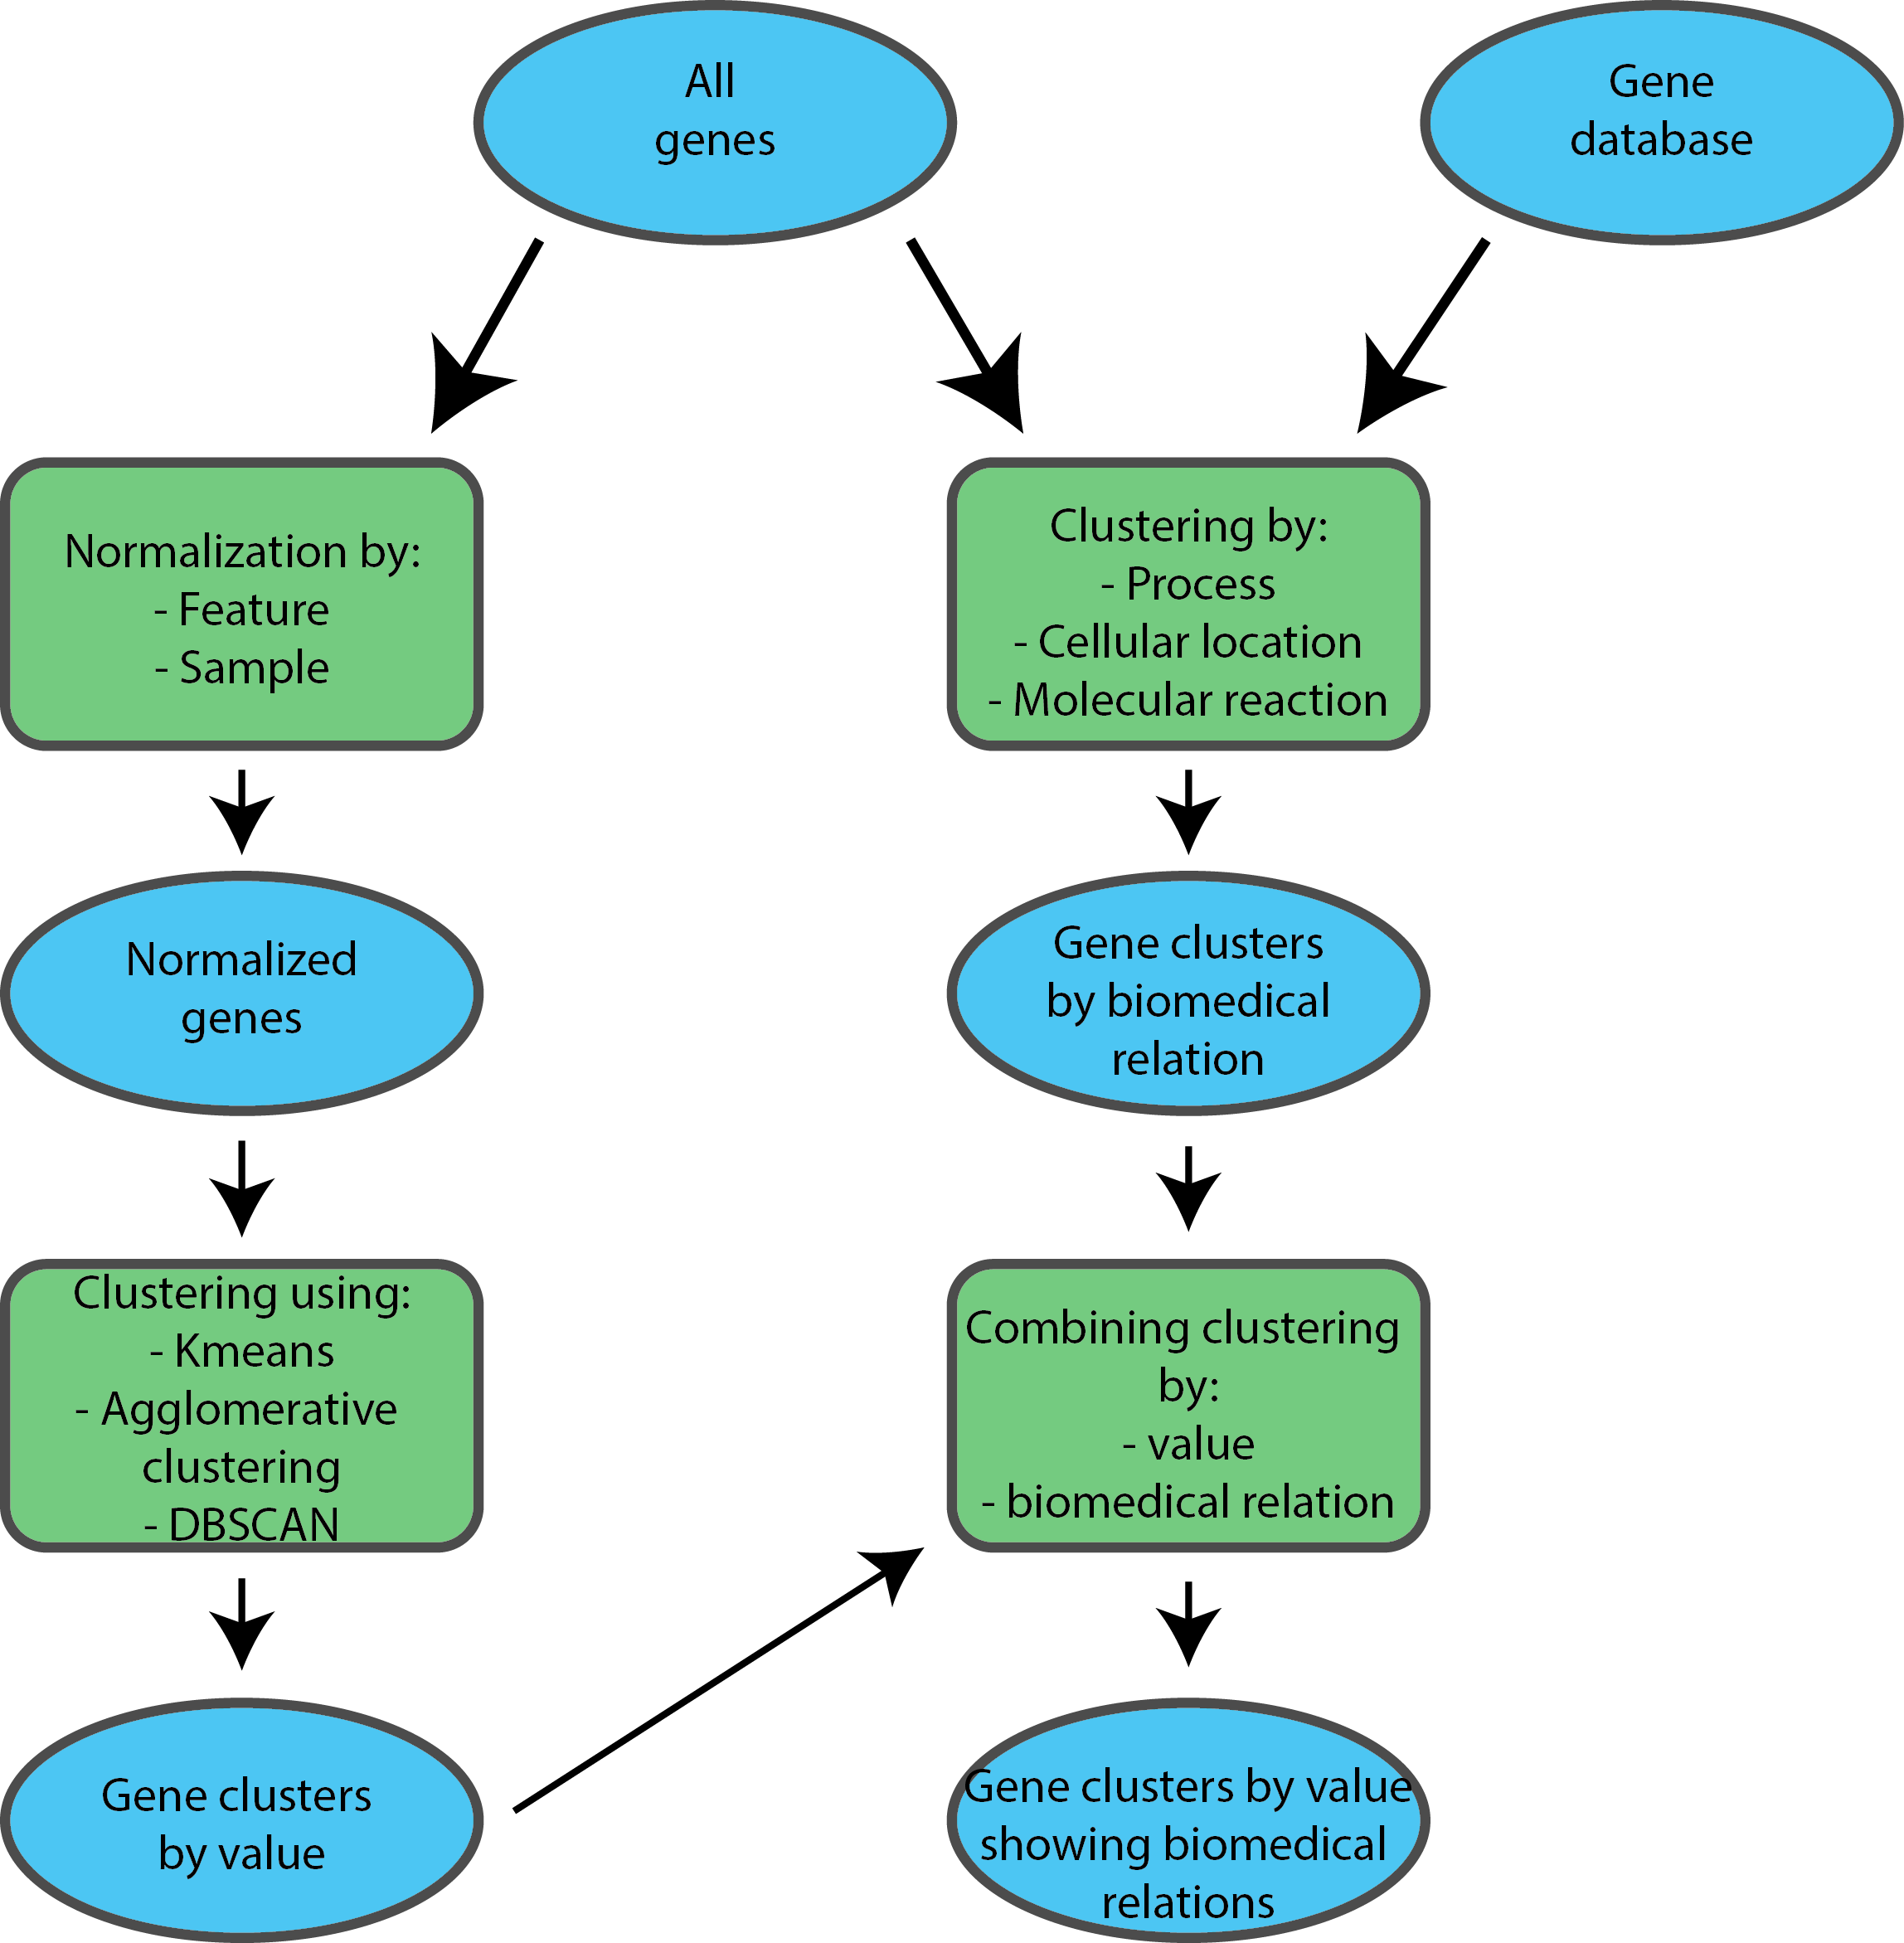 All
genes
Gene
database
Normalization by:
- Feature
- Sample
Clustering by:
- Process
- Cellular location
- Molecular reaction
Normalized
genes
Gene clusters
by biomedical
relation
Clustering using:
- Kmeans
- Agglomerative
clustering
- DBSCAN
Combining clustering
by:
- value
- biomedical relation
Gene clusters
by value
Gene clusters by value
showing biomedical
relations